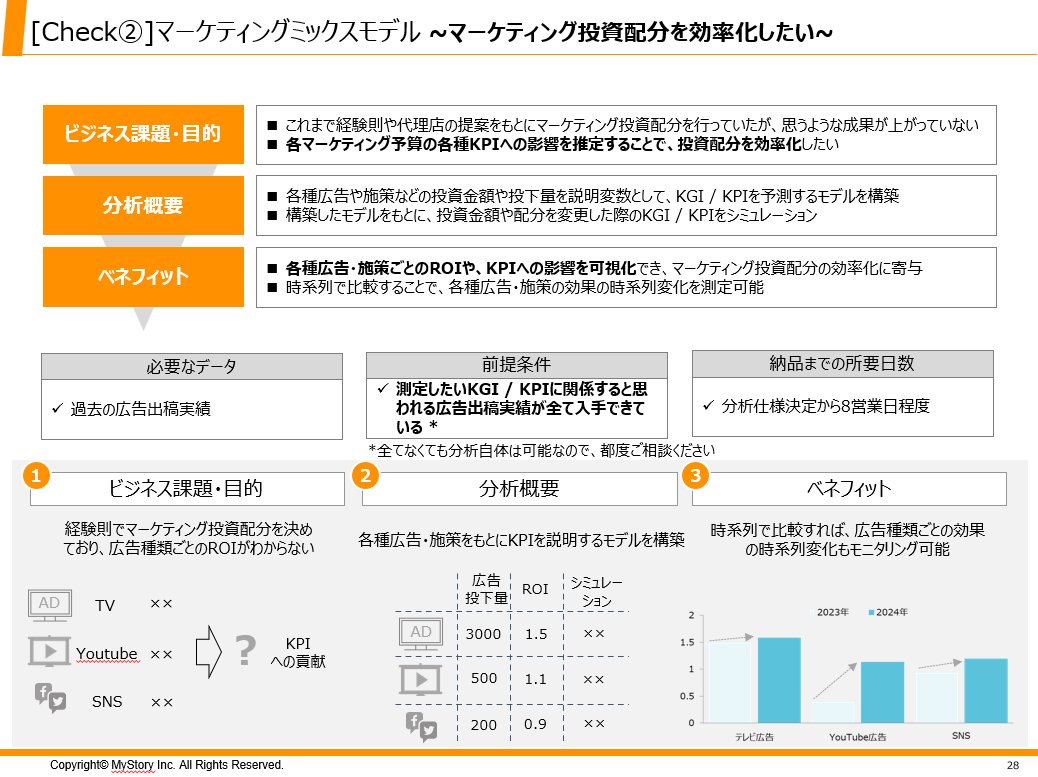 [Check②]マーケティングミックスモデル ~マーケティング投資配分を効率化したい~
ビジネス課題・目的
■ これまで経験則や代理店の提案をもとにマーケティング投資配分を行っていたが、思うような成果が上がっていない
■ 各マーケティング予算の各種KPIへの影響を推定することで、投資配分を効率化したい
分析概要
■ 各種広告や施策などの投資金額や投下量を説明変数として、KGI / KPIを予測するモデルを構築
■ 構築したモデルをもとに、投資金額や配分を変更した際のKGI / KPIをシミュレーション
ベネフィット
■ 各種広告・施策ごとのROIや、KPIへの影響を可視化でき、マーケティング投資配分の効率化に寄与
■ 時系列で比較することで、各種広告・施策の効果の時系列変化を測定可能
必要なデータ
✓ 過去の広告出稿実績
前提条件
✓ 測定したいKGI / KPIに関係すると思
われる広告出稿実績が全て入手できて
いる *
*全てなくても分析自体は可能なので、都度ご相談ください
納品までの所要日数
✓ 分析仕様決定から8営業日程度
1
ビジネス課題・目的
経験則でマーケティング投資配分を決め
ており、広告種類ごとのROIがわからない
AD TV ××
Youtube ××
SNS ××
?
KPI
への貢献
2
分析概要
各種広告・施策をもとにKPIを説明するモデルを構築
広告
投下量
ROI
シミュレー
ション
AD 3000 1.5 ××
500 1.1 ××
200 0.9 ××
3
ベネフィット
時系列で比較すれば、広告種類ごとの効果
の時系列変化もモニタリング可能
2023年 2024年
2
1.5
1
0.5
0
テレビ広告 YouTube広告 SNS
Copyright© MyStory Inc. All Rights Reserved.
28